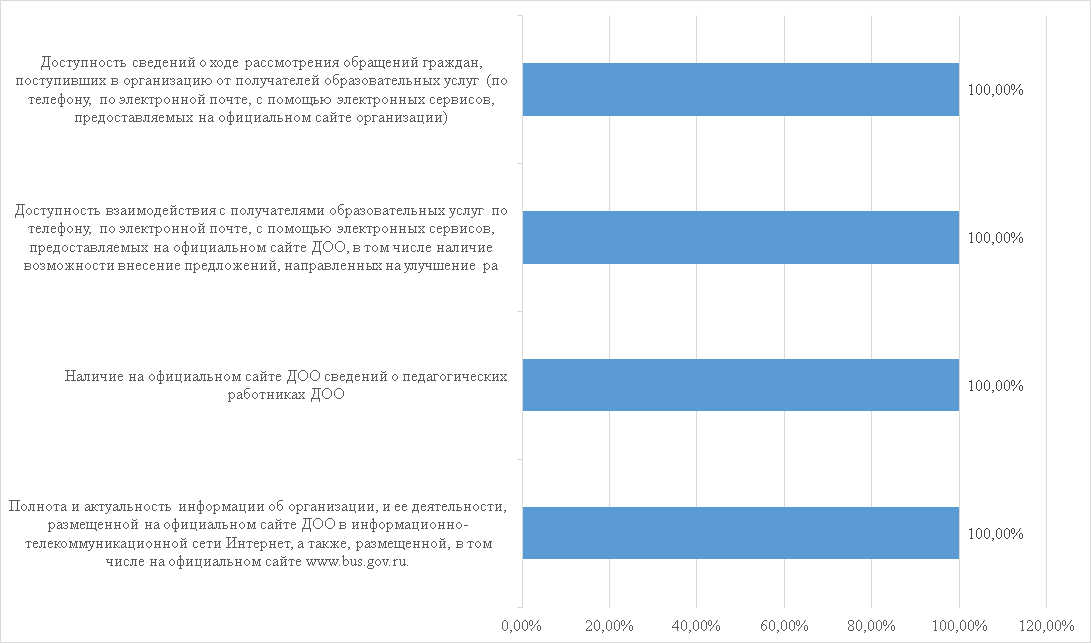 Доступность сведений о ходе рассмотрения обращений граждан,
поступивших в организацию от получателей образовательных услуг (по
телефону, по электронной почте, с помощью электронных сервисов,
предоставляемых на официальном сайте организации)
100,00%
Доступность взаимодействия с получателями образовательных услуг по
телефону, по электронной почте, с помощью электронных сервисов,
предоставляемых на официальном сайте ДОО, в том числе наличие
возможности внесение предложений, направленных на улучшение ра
100,00%
Наличие на официальном сайте ДОО сведений о педагогических
работниках ДОО
100,00%
Полнота и актуальность информации об организации, и ее деятельности,
размещенной на официальном сайте ДОО в информационно-
телекоммуникационной сети Интернет, а также, размещенной, в том
числе на официальном сайте www.bus.gov.ru.
100,00%
0,00% 20,00% 40,00% 60,00% 80,00% 100,00% 120,00%